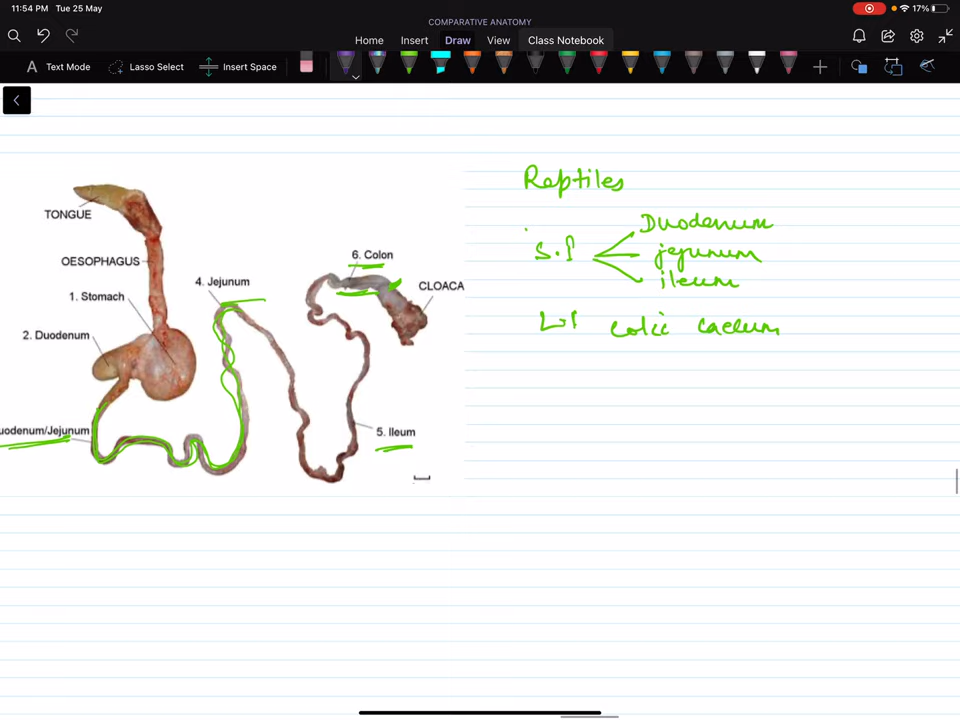 11:54 PM Tue 25 May
17%
COMPARATIVE ANATOMY
Home Insert Draw View Class Notebook
Text Mode Lasso Select Insert Space
TONGUE
OESOPHAGUS
1. Stomach
2. Duodenum
uodenum/Jejunum
4. Jejunum
6. Colon
CLOACA
5. Ileum
Reptiles
S.I
Duodenum
jejunum
ileum
LI colic caecum